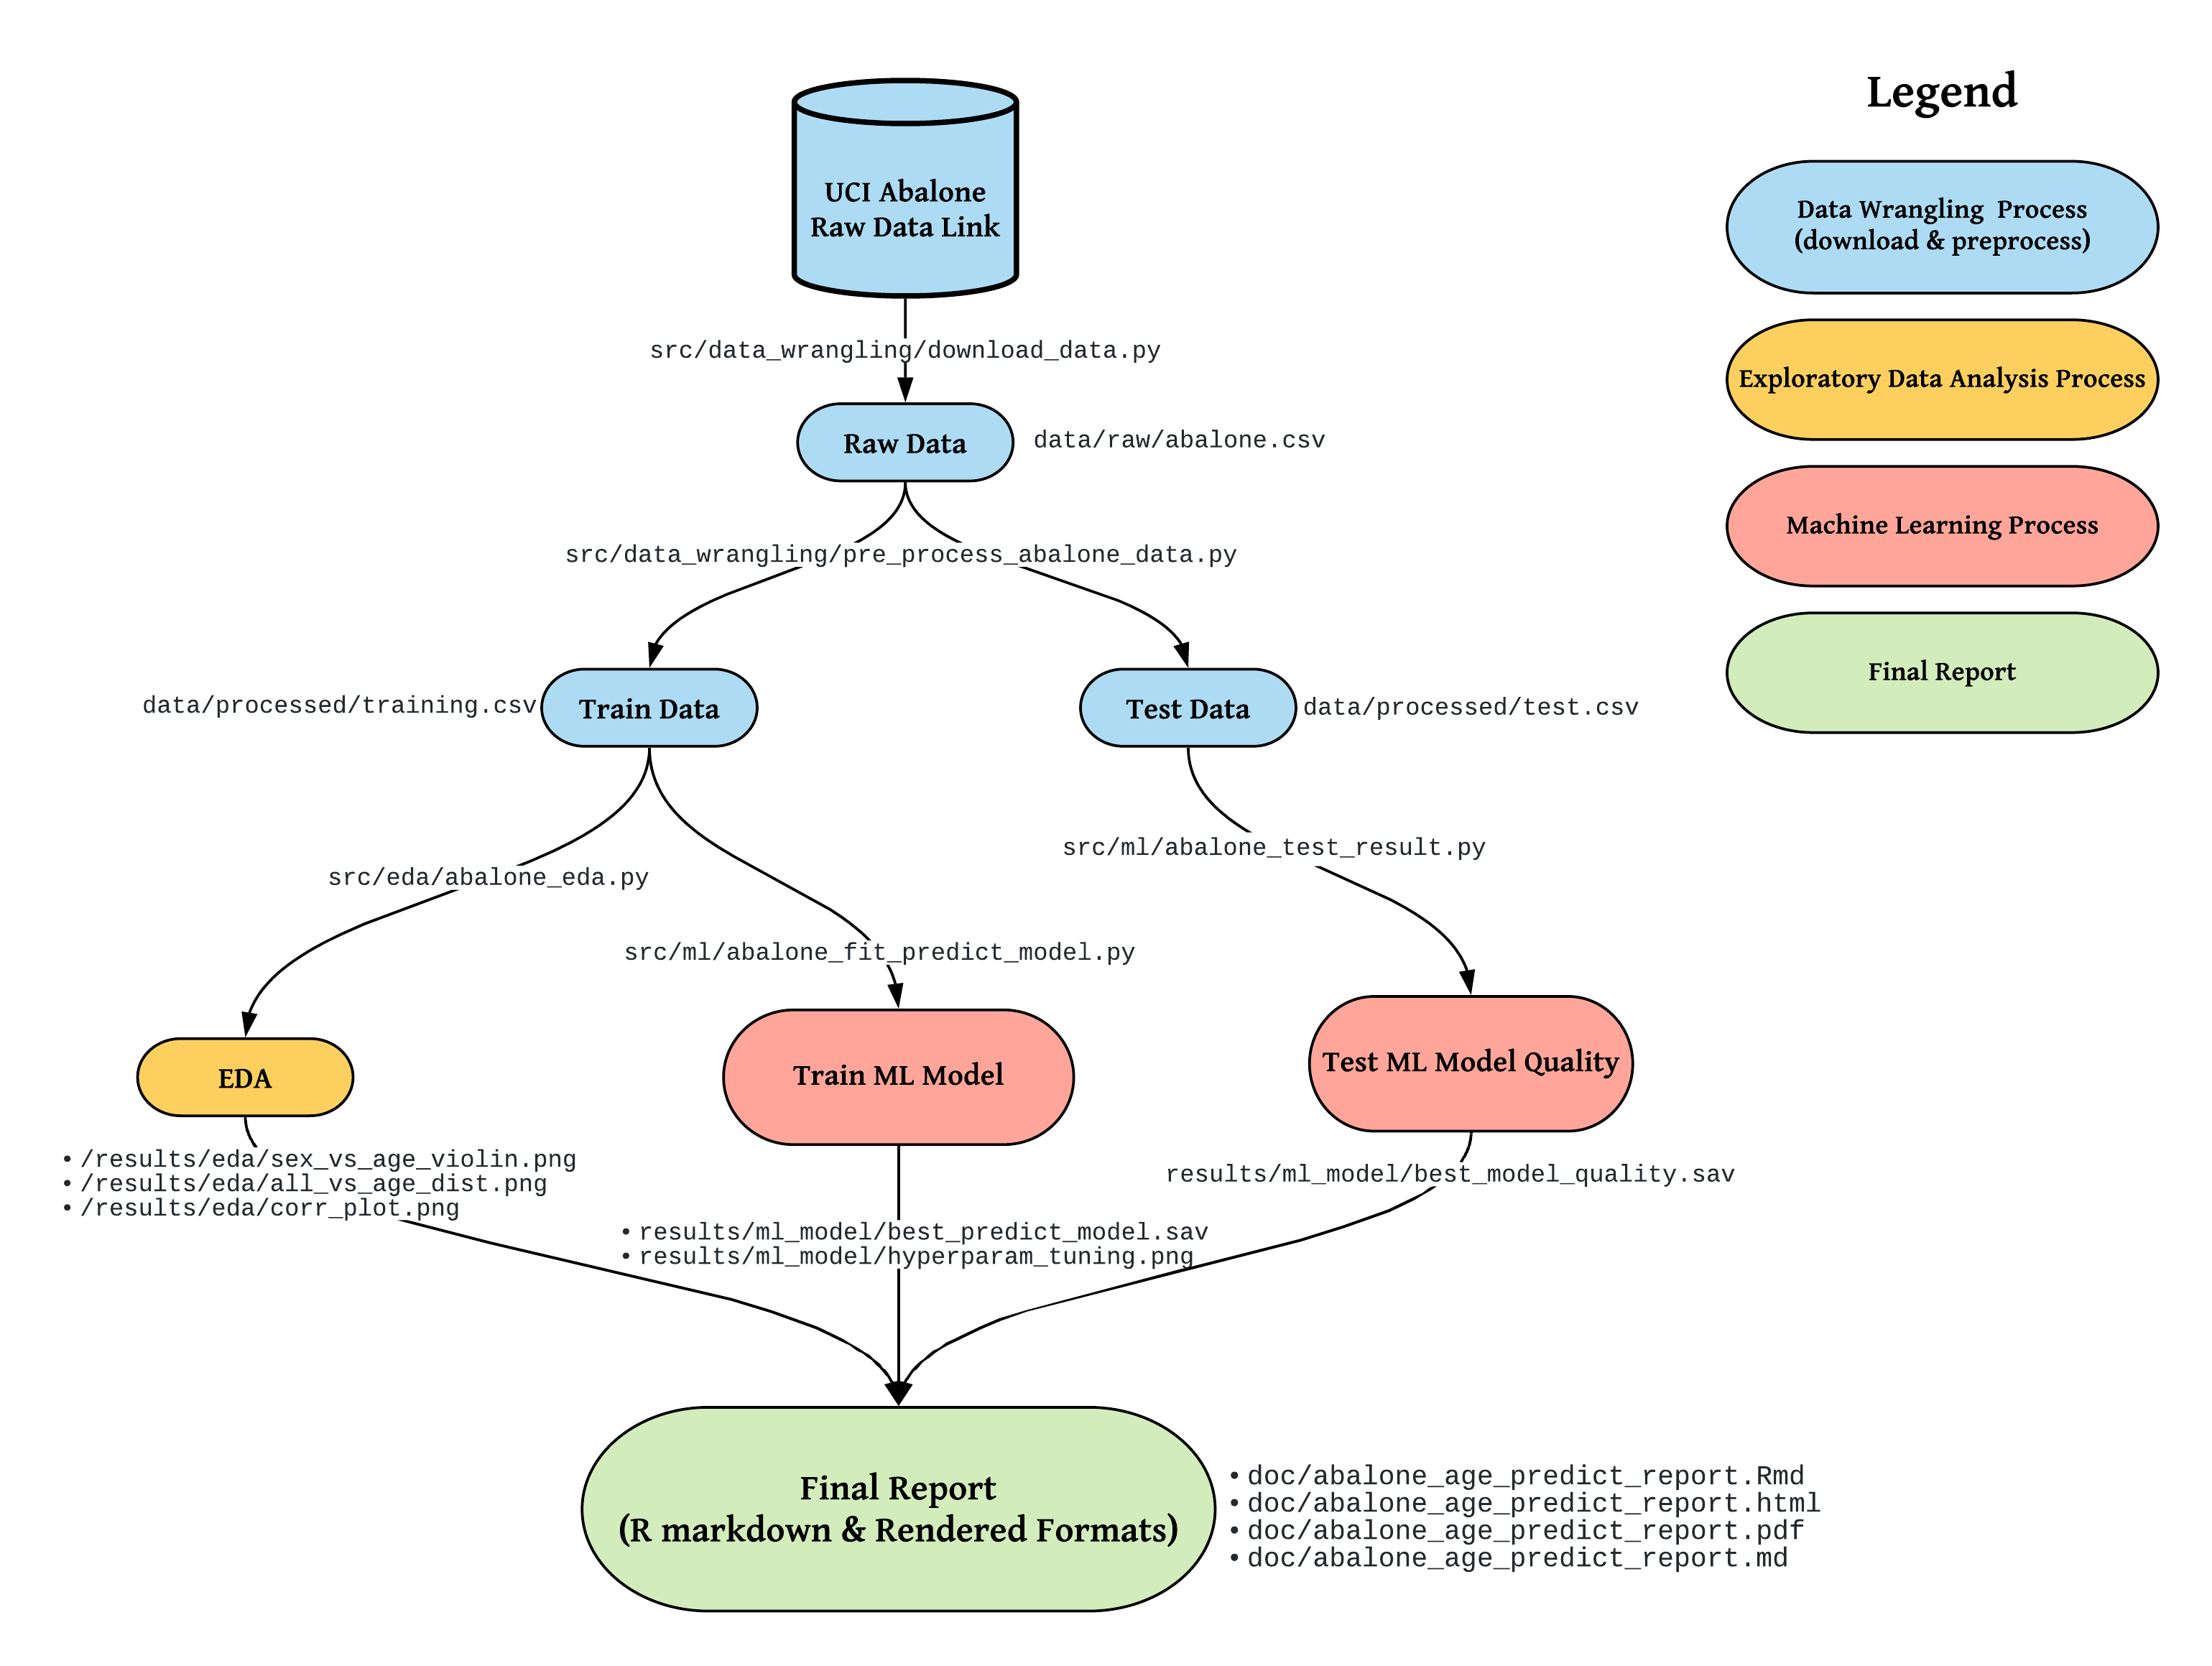 Legend
UCI Abalone
Raw Data Link
Data Wrangling  Process
(download & preprocess)
src/data_wrangling/download_data.py
Exploratory Data Analysis Process
Raw Data
data/raw/abalone.csv
Machine Learning Process
src/data_wrangling/pre_process_abalone_data.py
Final Report
data/processed/training.csv
Train Data
Test Data
data/processed/test.csv
src/ml/abalone_test_result.py
src/eda/abalone_eda.py
src/ml/abalone_fit_predict_model.py
EDA
Train ML Model
Test ML Model Quality
• /results/eda/sex_vs_age_violin.png
• /results/eda/all_vs_age_dist.png
• /results/eda/corr_plot.png
results/ml_model/best_model_quality.sav
• results/ml_model/best_predict_model.sav
• results/ml_model/hyperparam_tuning.png
Final Report
(R markdown & Rendered Formats)
• doc/abalone_age_predict_report.Rmd
• doc/abalone_age_predict_report.html
• doc/abalone_age_predict_report.pdf
• doc/abalone_age_predict_report.md